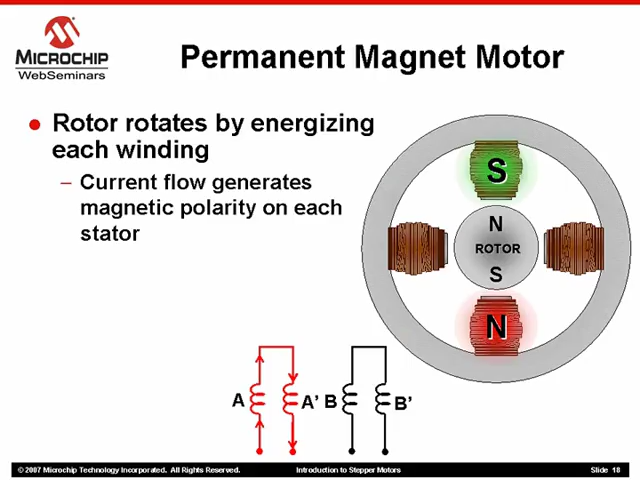 MICROCHIP
WebSeminars
Permanent Magnet Motor
Rotor rotates by energizing
each winding
– Current flow generates
magnetic polarity on each
stator
S
N
ROTOR
S
N
A A' B B'
© 2007 Microchip Technology Incorporated. All Rights Reserved. Introduction to Stepper Motors Slide 18